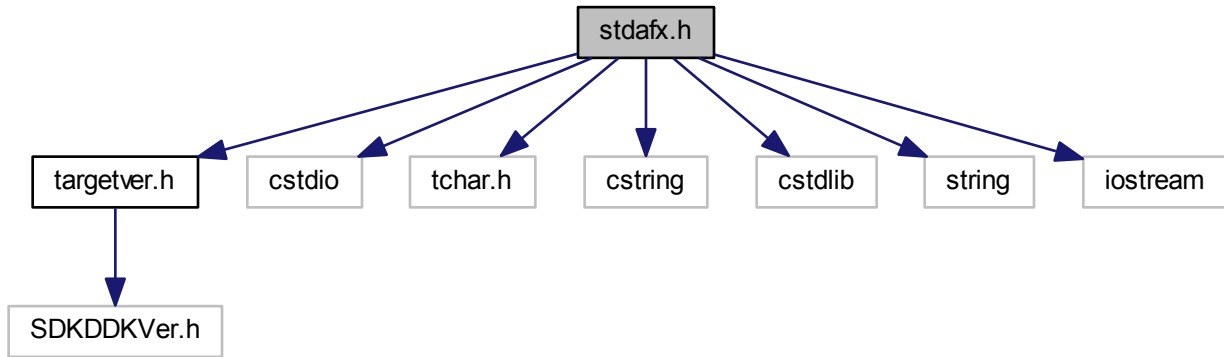 stdafx.h
targetver.h
cstdio
tchar.h
cstring
cstdlib
string
iostream
SDKDDKVer.h